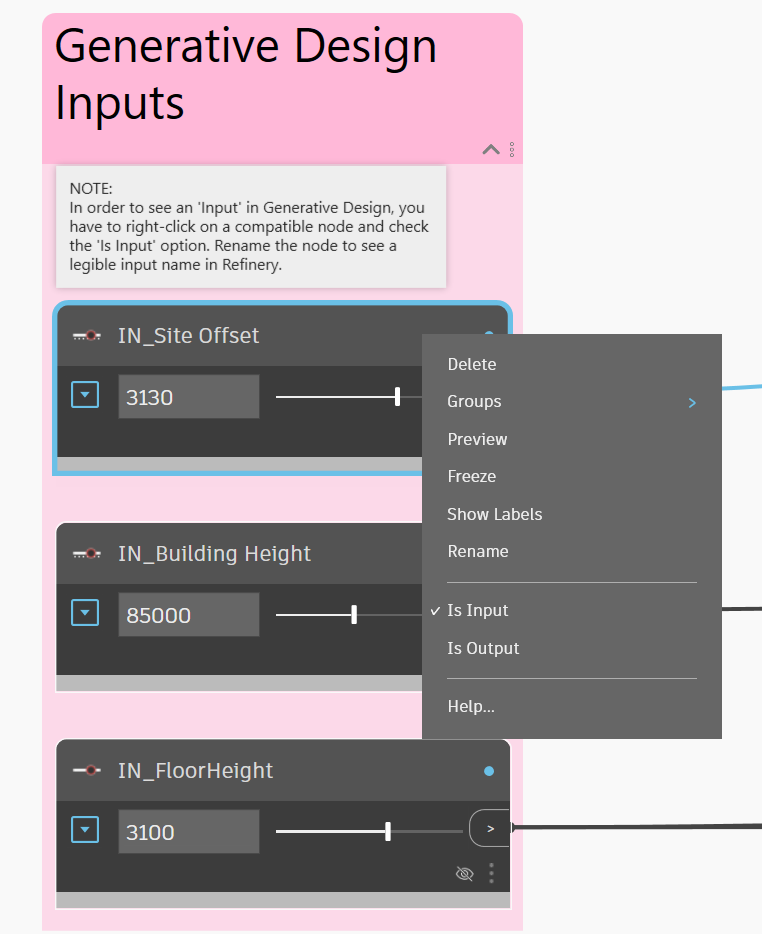 Generative Design
Inputs
NOTE:
In order to see an 'Input' in Generative Design, you
have to right-click on a compatible node and check
the 'Is Input' option. Rename the node to see a
legible input name in Refinery.
IN_Site Offset
3130
Delete
Groups >
Preview
Freeze
Show Labels
Rename
Is Input
Is Output
Help...
IN_Building Height
85000
IN_FloorHeight
3100
>